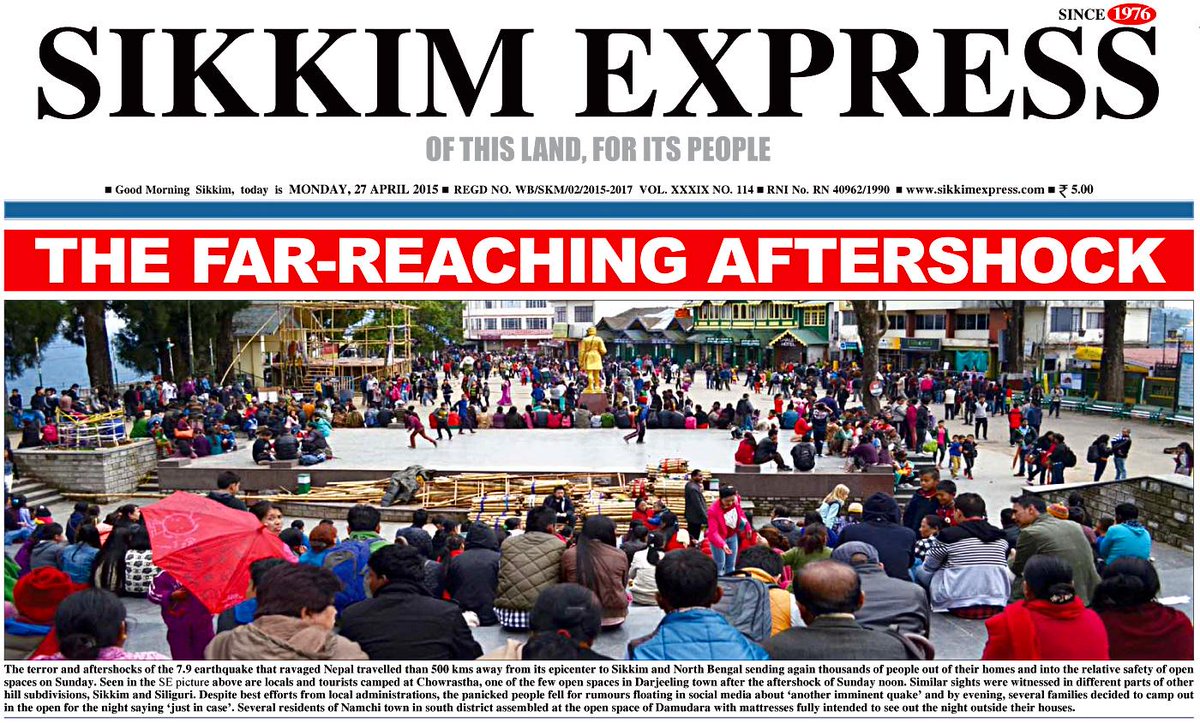 SINCE 1976
SIKKIM EXPRESS
OF THIS LAND, FOR ITS PEOPLE
■ Good Morning Sikkim, today is MONDAY, 27 APRIL 2015 ■ REGD NO. WB/SKM/02/2015-2017 VOL. XXXIX NO. 114 ■ RNI No. RN 40962/1990 ■ www.sikkimexpress.com ■ ₹ 5.00
THE FAR-REACHING AFTERSHOCK
The terror and aftershocks of the 7.9 earthquake that ravaged Nepal travelled than 500 kms away from its epicenter to Sikkim and North Bengal sending again thousands of people out of their homes and into the relative safety of open
spaces on Sunday. Seen in the SE picture above are locals and tourists camped at Chowrastha, one of the few open spaces in Darjeeling town after the aftershock of Sunday noon. Similar sights were witnessed in different parts of other
hill subdivisions, Sikkim and Siliguri. Despite best efforts from local administrations, the panicked people fell for rumours floating in social media about ‘another imminent quake’ and by evening, several families decided to camp out
in the open for the night saying ‘just in case’. Several residents of Namchi town in south district assembled at the open space of Damudara with mattresses fully intended to see out the night outside their houses.